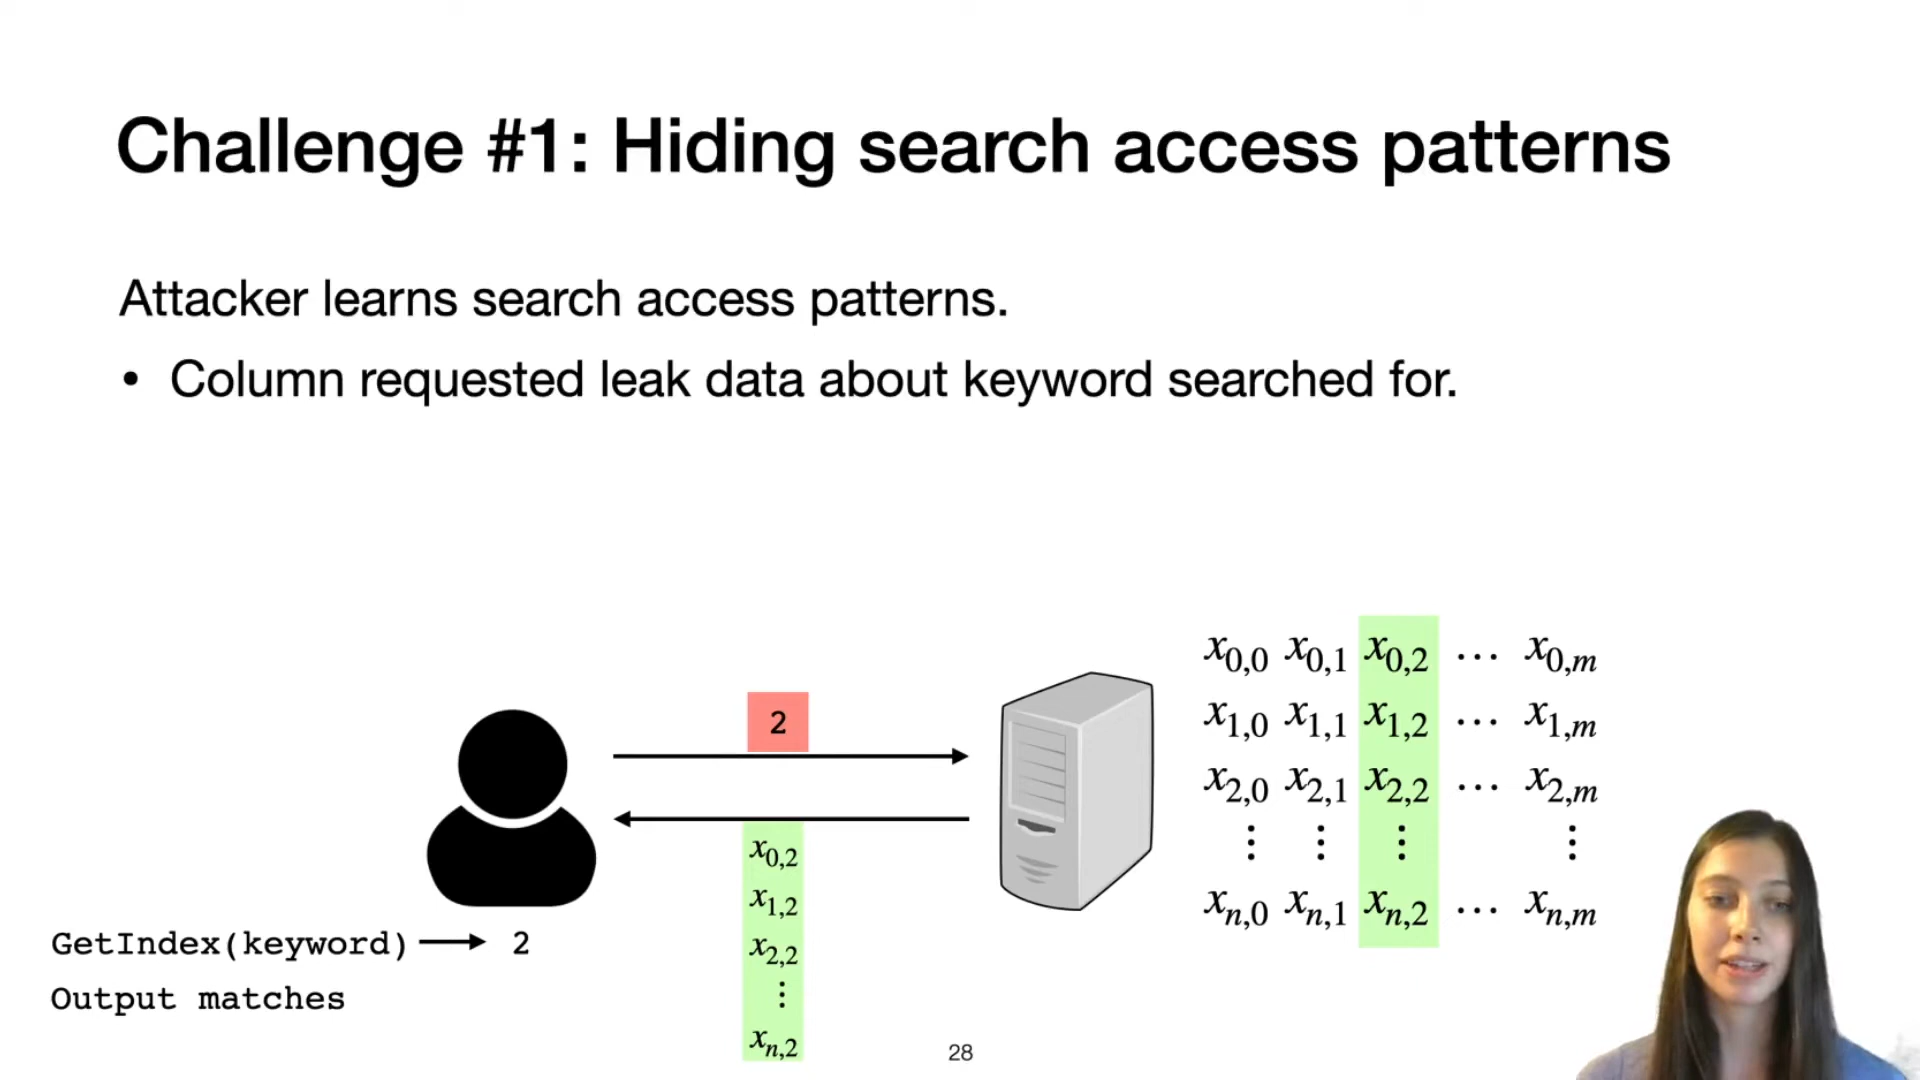 Challenge #1: Hiding search access patterns
Attacker learns search access patterns.
• Column requested leak data about keyword searched for.
2
x0,0 x0,1 x0,2 … x0,m
x1,0 x1,1 x1,2 … x1,m
x2,0 x2,1 x2,2 … x2,m
⋮ ⋮ ⋮ ⋮
xn,0 xn,1 xn,2 … xn,m
x0,2
x1,2
x2,2
⋮
xn,2
GetIndex(keyword) → 2
Output matches
28